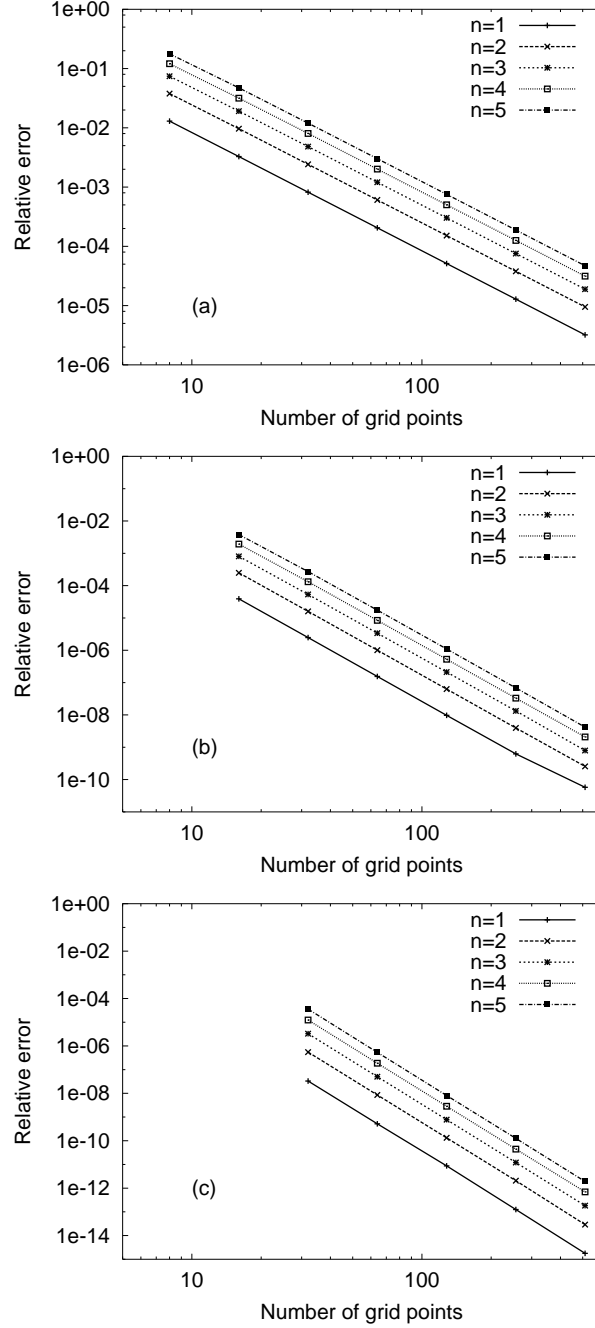 1e+00
1e-01
1e-02
1e-03
1e-04
1e-05
1e-06
Relative error
n=1
n=2
n=3
n=4
n=5
(a)
10
100
Number of grid points
1e+00
1e-02
1e-04
1e-06
1e-08
1e-10
Relative error
n=1
n=2
n=3
n=4
n=5
(b)
10
100
Number of grid points
1e+00
1e-02
1e-04
1e-06
1e-08
1e-10
1e-12
1e-14
Relative error
n=1
n=2
n=3
n=4
n=5
(c)
10
100
Number of grid points